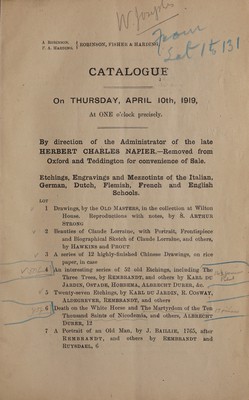 A. ROBINSON,
F. A. HARDING, ROBINSON, FISHER & HARDING
From
CATALOGUE
On THURSDAY, APRIL 10th, 1919,
At ONE o'clock precisely.
By direction of the Administrator of the late
HERBERT CHARLES NAPIER.—Removed from
Oxford and Teddington for convenience of Sale.
Etchings, Engravings and Mezzotints of the Italian,
German, Dutch, Flemish, French and English
Schools.
LOT
1 Drawings, by the OLD MASTERS, in the collection at Wilton
House. Reproductions with notes, by S. ARTHUR
STRONG
2 Beauties of Claude Lorraine, with Portrait, Frontispiece
and Biographical Sketch of Claude Lorraine, and others,
by HAWKINS and PROUT
3 A series of 12 highly-finished Chinese Drawings, on rice
paper, in case
4 An interesting series of 52 old Etchings, including The
Three Trees, by REMBRANDT, and others by KARL DU
JARDIN, OSTADE, HOBBEMA, ALBRECHT DURER, &c.
5 Twenty-seven Etchings, by KARL DU JARDIN, R. COSWAY,
ALDEGREVER, REMBRANDT, and others
6 Death on the White Horse and The Martyrdom of the Ten
Thousand Saints of Nicodemia, and others, ALBRECHT
DURER, 12
7 A Portrait of an Old Man, by J. BAILLIE, 1765, after
REMBRANDT, and others by REMBRANDT and
RUYSDAEL, 6